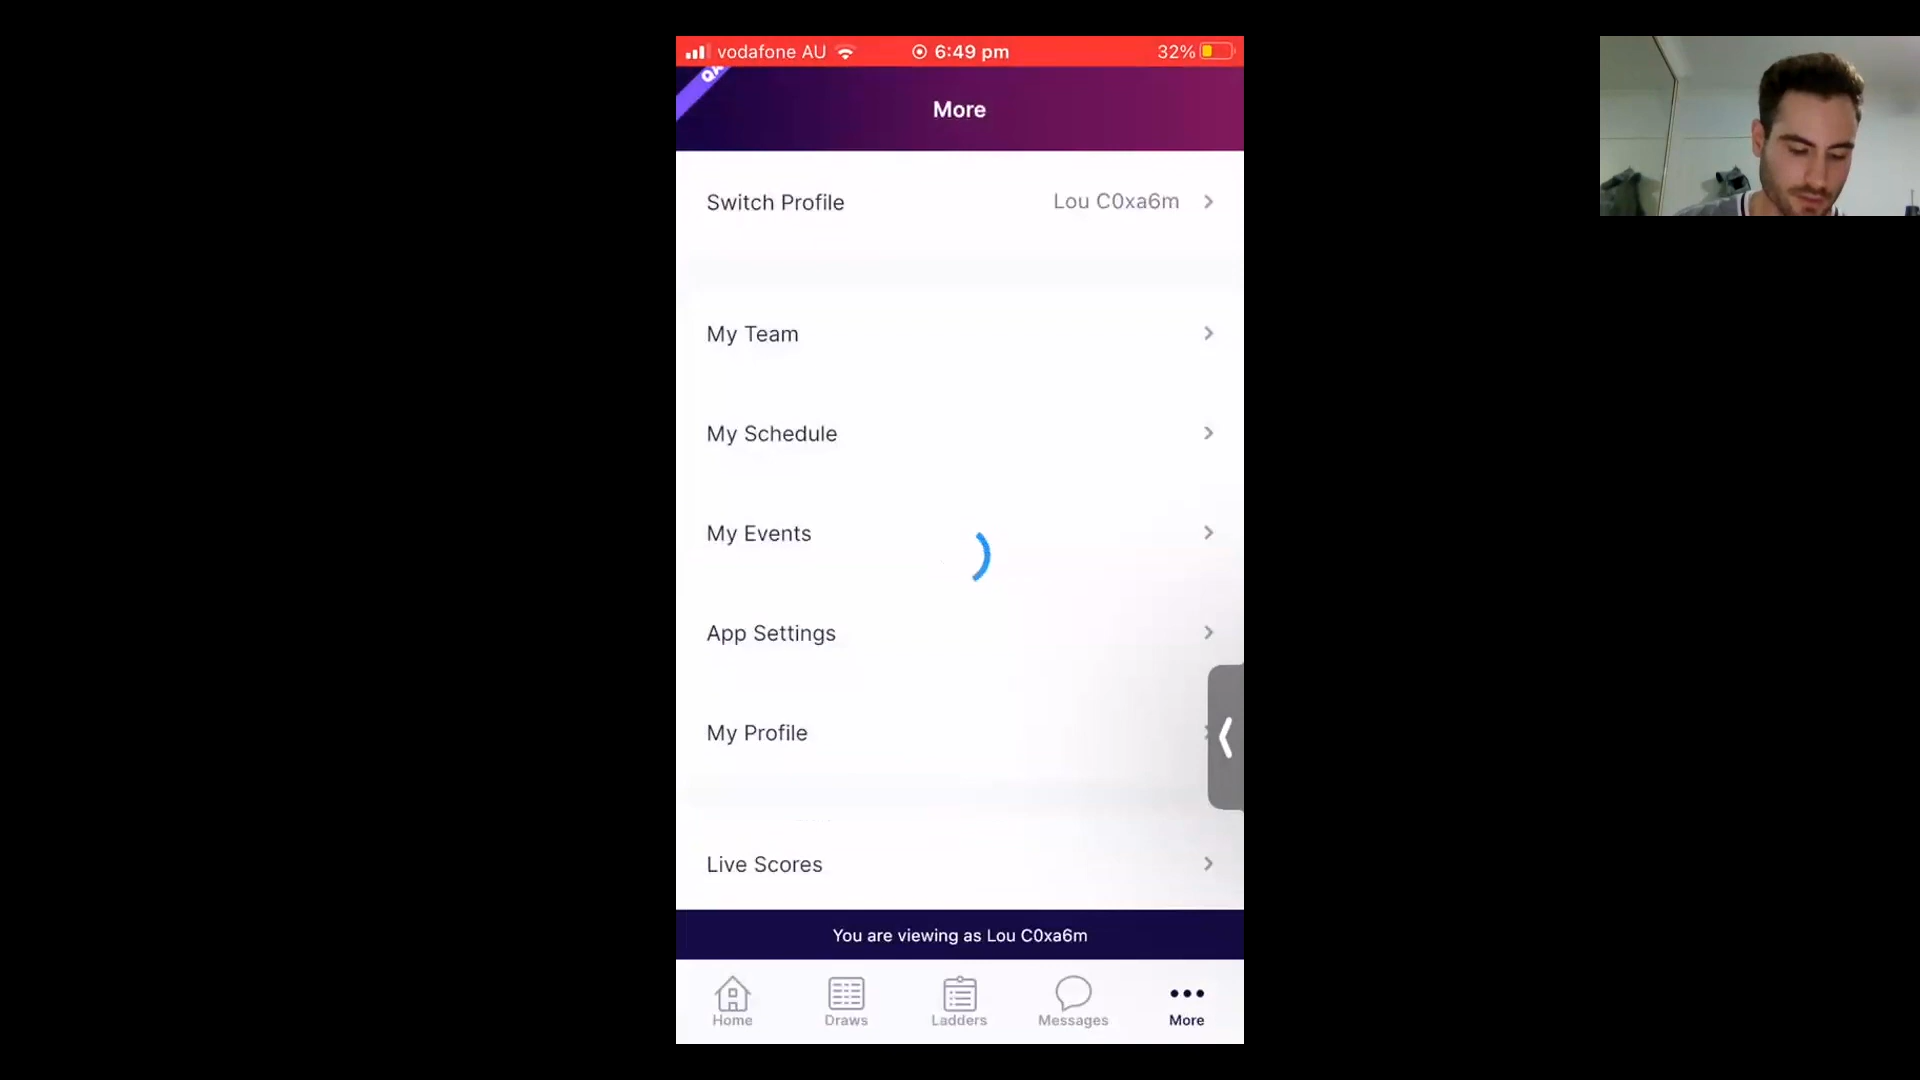 vodafone AU
6:49 pm
32%
QA
More
Switch Profile
Lou C0xa6m
My Team
My Schedule
My Events
App Settings
My Profile
Live Scores
You are viewing as Lou C0xa6m
Home
Draws
Ladders
Messages
More